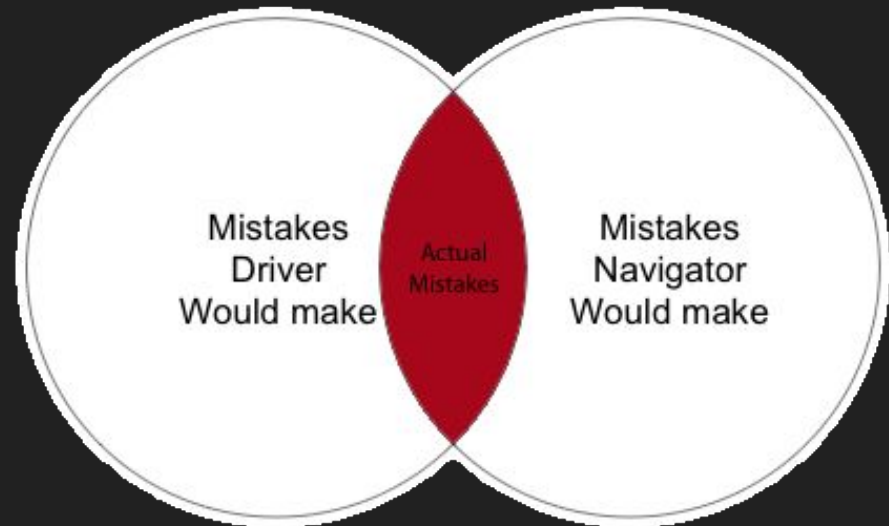 Mistakes
Driver
Would make
Actual
Mistakes
Mistakes
Navigator
Would make